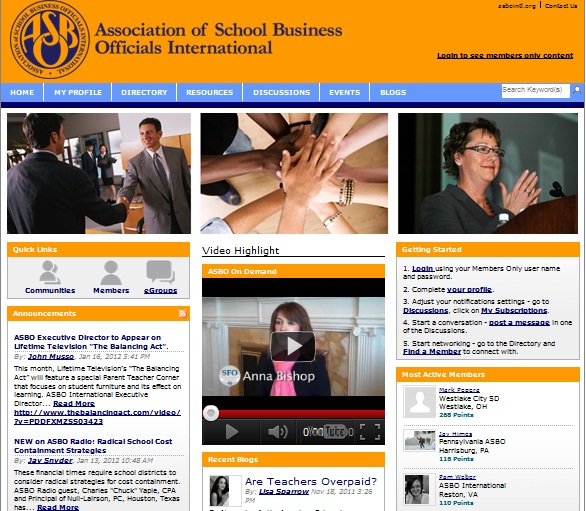 asbointl.org | Contact Us
ASSOCIATION of SCHOOL BUSINESS OFFICIALS INTERNATIONAL
ASB
Association of School Business
Officials International
Login to see members only content
HOME MY PROFILE DIRECTORY RESOURCES DISCUSSIONS EVENTS BLOGS
Search Keyword(s)
Quick Links
Communities Members eGroups
Announcements
ASBO Executive Director to Appear on
Lifetime Television "The Balancing Act".
By: John Musso, Jan 16, 2012 5:41 PM
This month, Lifetime Television's "The Balancing
Act" will feature a special Parent Teacher Corner
that focuses on student furniture and its effect on
learning. ASBO International Executive
Director... Read More
http://www.thebalancingact.com/video/
?v=PDDFXMZSS03423
NEW on ASBO Radio: Radical School Cost
Containment Strategies
By: Jay Snyder, Jan 13, 2012 10:48 AM
These financial times require school districts to
consider radical strategies for cost containment.
ASBO Radio guest, Charles "Chuck" Yaple, CPA
and Principal of Null-Lairson, PC, Houston, Texas
has... Read More
Video Highlight
ASBO On Demand
SFO
Anna Bishop
Recent Blogs
Are Teachers Overpaid?
By: Lisa Sparrow Nov 18, 2011 3:26
PM
Getting Started
1. Login using your Members Only user name
and password.
2. Complete your profile.
3. Adjust your notifications settings - go to
Discussions, click on My Subscriptions.
4. Start a conversation - post a message in one
of the Discussions.
5. Start networking - go to the Directory and
Find a Member to connect with.
Most Active Members
Mark Pepera
Westlake City SD
Westlake, OH
268 Points
Jay Himes
Pennsylvania ASBO
Harrisburg, PA
116 Points
Pam Weber
ASBO International
Reston, VA
110 Points